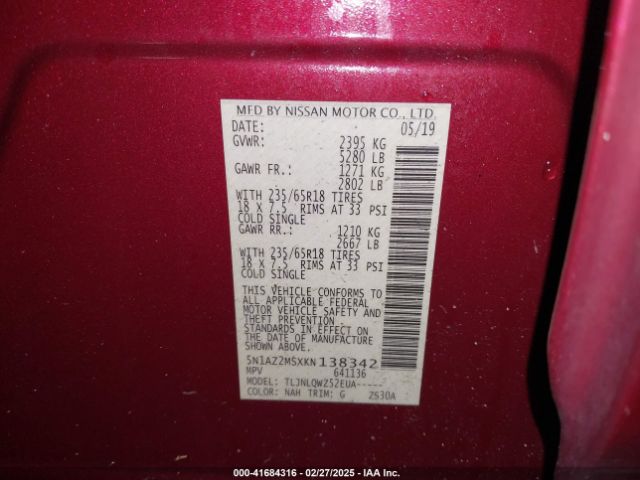 MFD BY NISSAN MOTOR CO., LTD.
DATE: 05/19
GVWR: 2395 KG
5280 LB
GAWR FR.: 1271 KG
2802 LB
WITH 235/65R18 TIRES
18 X 7.5 RIMS AT 33 PSI
COLD SINGLE
GAWR RR.: 1210 KG
2667 LB
WITH 235/65R18 TIRES
18 X 7.5 RIMS AT 33 PSI
COLD SINGLE
THIS VEHICLE CONFORMS TO
ALL APPLICABLE FEDERAL
MOTOR VEHICLE SAFETY AND
THEFT PREVENTION
STANDARDS IN EFFECT ON
THE DATE OF MANUFACTURE
SHOWN ABOVE.
5N1AZ2MSXKN138342
MPV 641136
MODEL: TLJNLQWZ52EUA-----
COLOR: NAH TRIM: G ZS30A
000-41684316 | 02/27/2025 | IAA Inc.